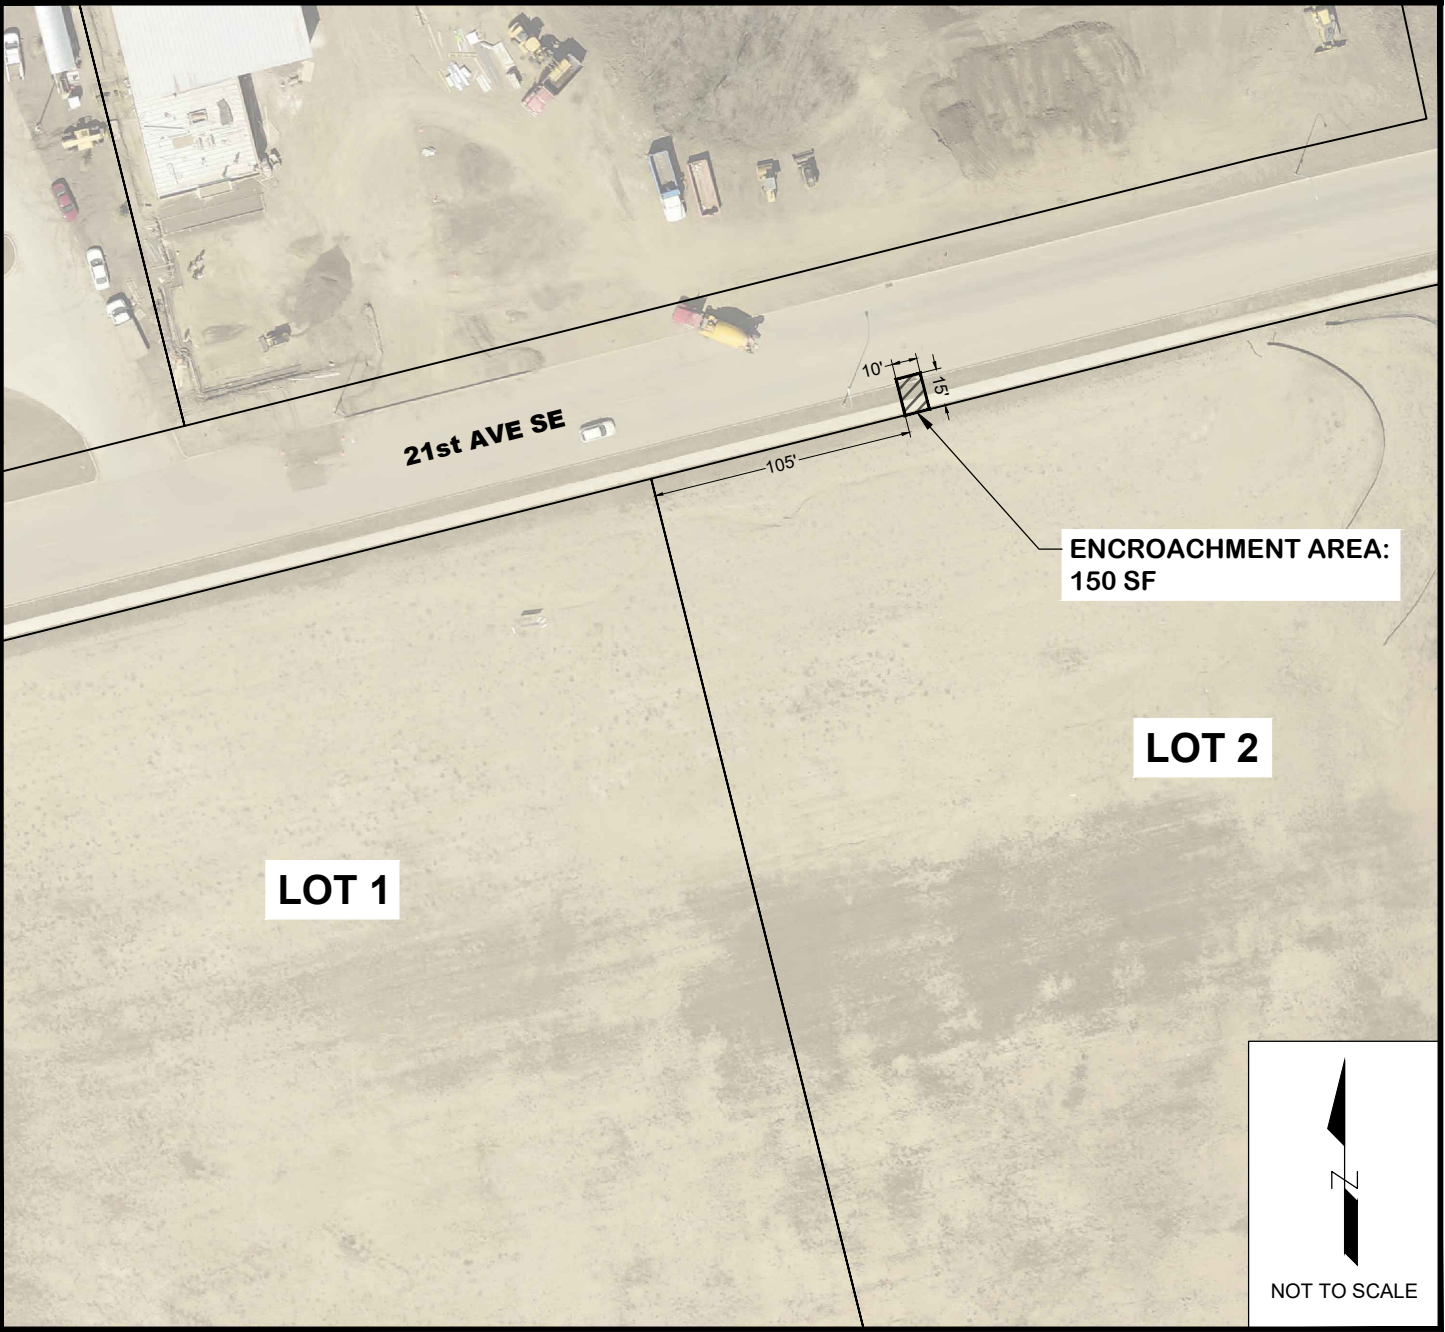 10'
15'
21st AVE SE
105'
ENCROACHMENT AREA:
150 SF
LOT 2
LOT 1
N
NOT TO SCALE